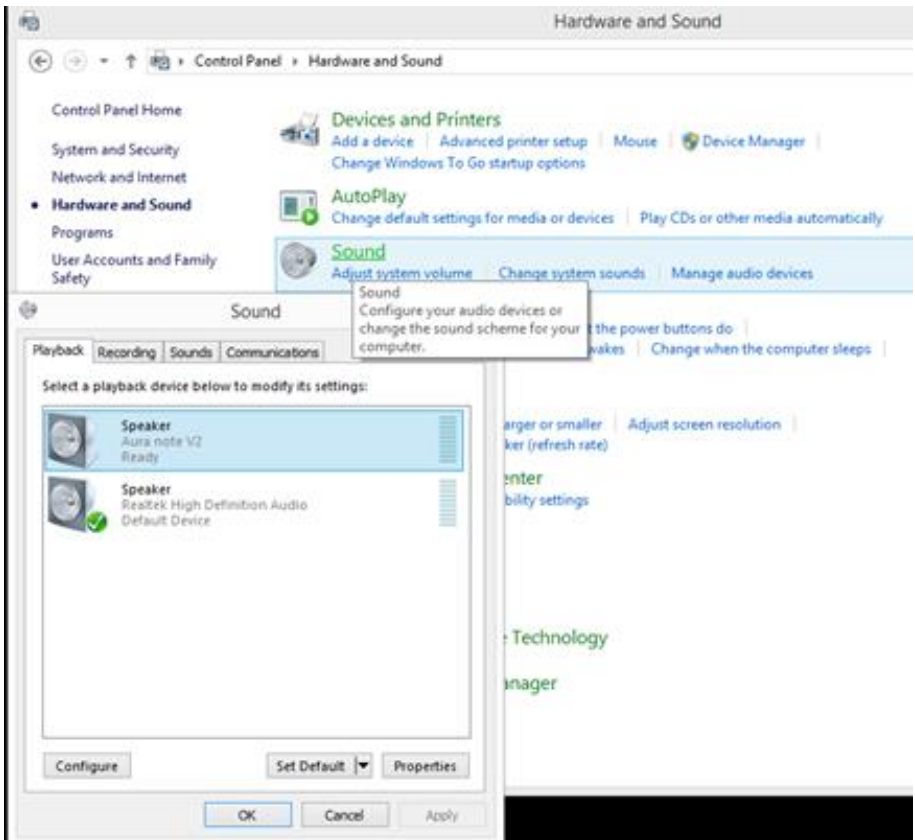 Hardware and Sound
Control Panel Hardware and Sound
Control Panel Home
System and Security
Network and Internet
Hardware and Sound
Programs
User Accounts and Family
Safety
Devices and Printers
Add a device Advanced printer setup Mouse Device Manager
Change Windows To Go startup options
AutoPlay
Change default settings for media or devices Play CDs or other media automatically
Sound
Adjust system volume Change system sounds Manage audio devices
Sound
Configure your audio devices or
change the sound scheme for your
computer.
the power buttons do
wakes Change when the computer sleeps
arger or smaller Adjust screen resolution
ker (refresh rate)
enter
bility settings
Technology
anager
Sound
Playback Recording Sounds Communications
Select a playback device below to modify its settings:
Speaker
Aura note V2
Ready
Speaker
Realtek High Definition Audio
Default Device
Configure Set Default Properties
OK Cancel Apply